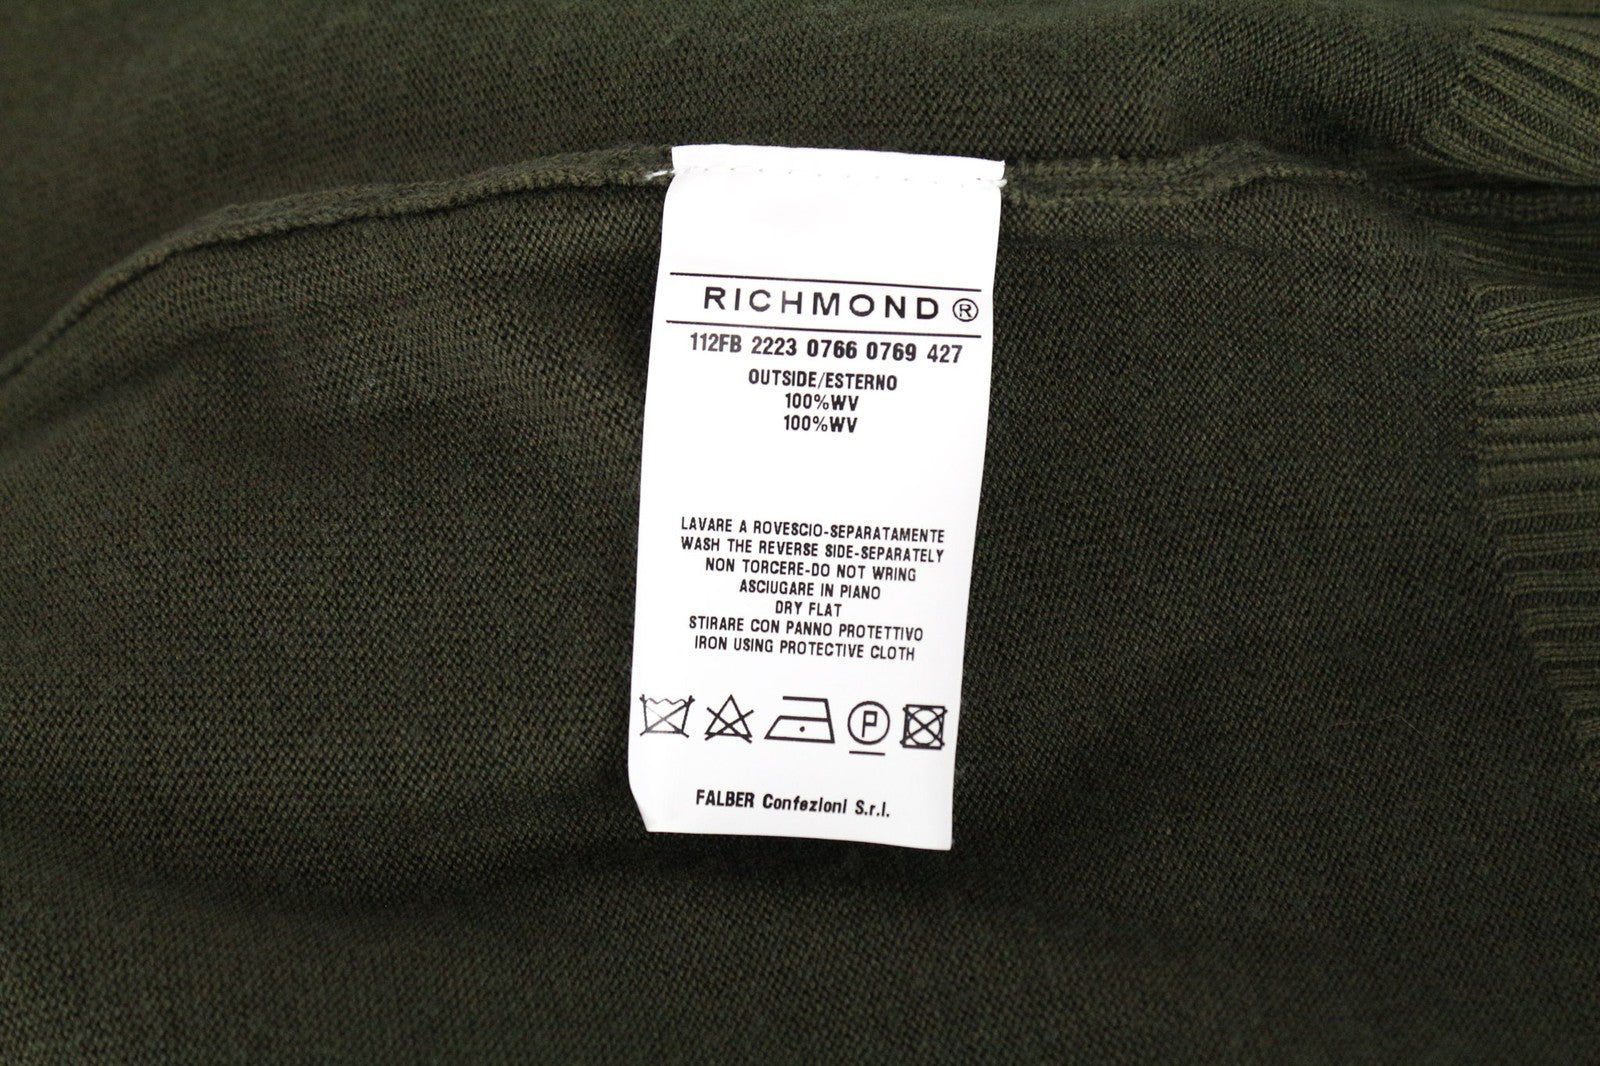 RICHMOND ®
112FB 2223 0766 0769 427
OUTSIDE/ESTERNO
100%WV
100%WV
LAVARE A ROVESCIO-SEPARATAMENTE
WASH THE REVERSE SIDE-SEPARATELY
NON TORCERE-DO NOT WRING
ASCIUGARE IN PIANO
DRY FLAT
STIRARE CON PANNO PROTETTIVO
IRON USING PROTECTIVE CLOTH
P
FALBER Confezioni S.r.l.